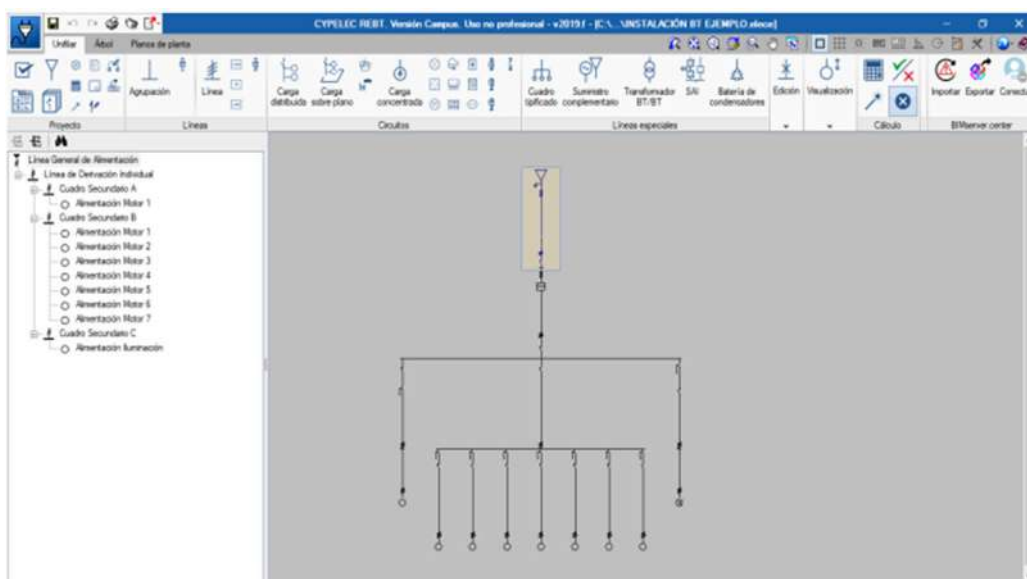 CYPELEC REBT. Versión Campus. Uso no profesional - v2019.f - [C:\...\INSTALACIÓN BT EJEMPLO.elece]
Unifilar Árbol Planos de planta
Agrupación Línea Carga distribuida Carga sobre plano Carga concentrada Cuadro tipificado Suministro complementario Transformador BT/BT SAI Batería de condensadores Edición Visualización Importar Exportar
Proyecto Líneas Circuitos Líneas especiales Cálculo BIMserver.center
Línea General de Alimentación
Línea de Derivación Individual
Cuadro Secundario A
Alimentación Motor 1
Cuadro Secundario B
Alimentación Motor 1
Alimentación Motor 2
Alimentación Motor 3
Alimentación Motor 4
Alimentación Motor 5
Alimentación Motor 6
Alimentación Motor 7
Cuadro Secundario C
Alimentación Iluminación